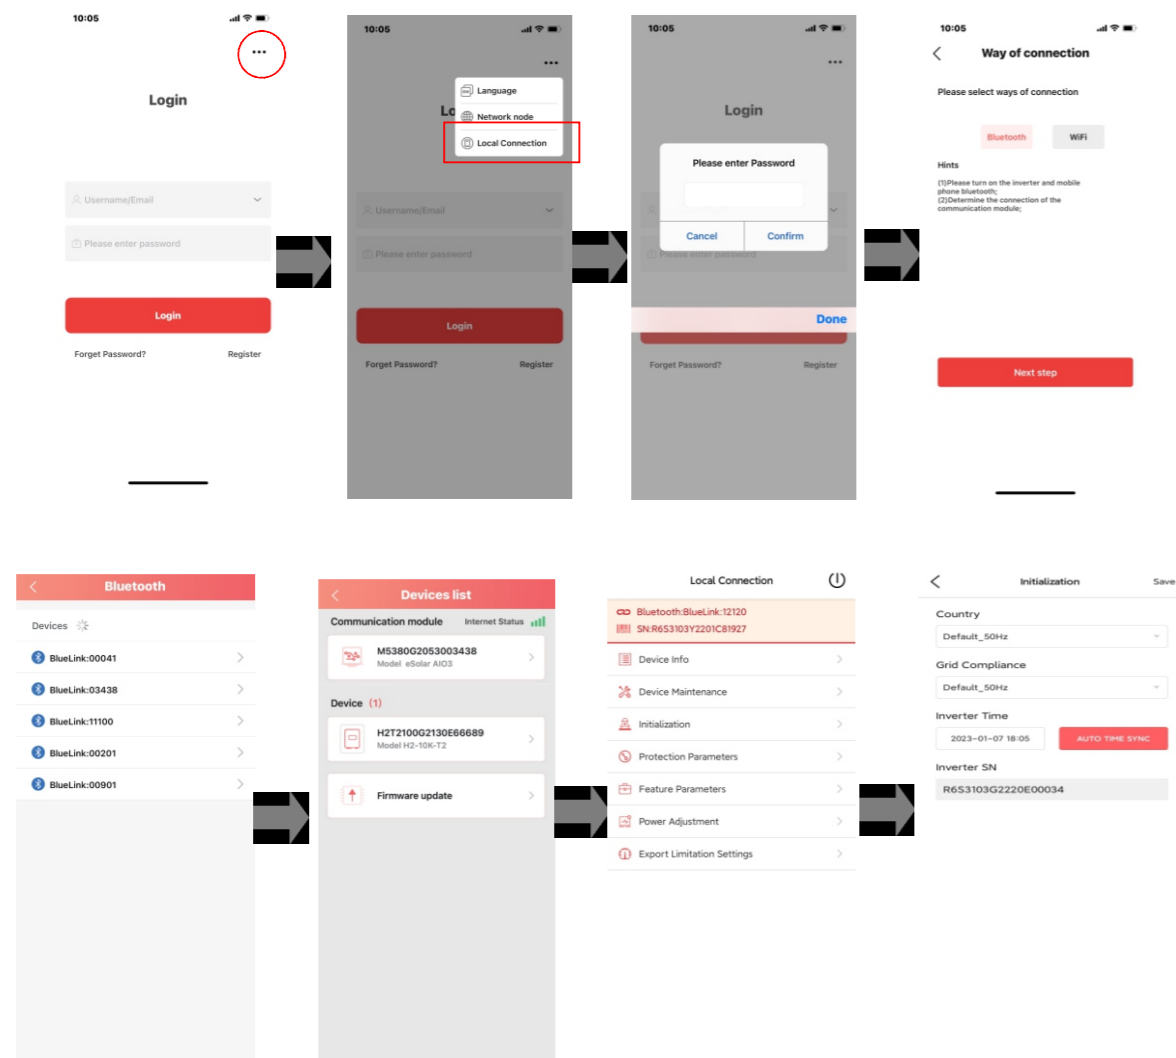 10:05
Login
Username/Email
Please enter password
Login
Forget Password?
Register
10:05
Language
Lo
Network node
Local Connection
Username/Email
Please enter password
Login
Forget Password?
Register
10:05
Login
Please enter Password
Cancel
Confirm
Please enter password
Done
Forget Password?
Register
10:05
Way of connection
Please select ways of connection
Bluetooth
WiFi
Hints
(1)Please turn on the inverter and mobile
phone bluetooth;
(2)Determine the connection of the
communication module;
Next step
Bluetooth
Devices
BlueLink:00041
BlueLink:03438
BlueLink:11100
BlueLink:00201
BlueLink:00901
Devices list
Communication module Internet Status
M5380G2053003438
Model eSolar AIO3
Device (1)
H2T2100G2130E66689
Model H2-10K-T2
Firmware update
Local Connection
Bluetooth:BlueLink:12120
SN:R6S3103Y2201C81927
Device Info
Device Maintenance
Initialization
Protection Parameters
Feature Parameters
Power Adjustment
Export Limitation Settings
Initialization
Save
Country
Default_50Hz
Grid Compliance
Default_50Hz
Inverter Time
2023-01-07 18:05
AUTO TIME SYNC
Inverter SN
R6S3103G2220E00034